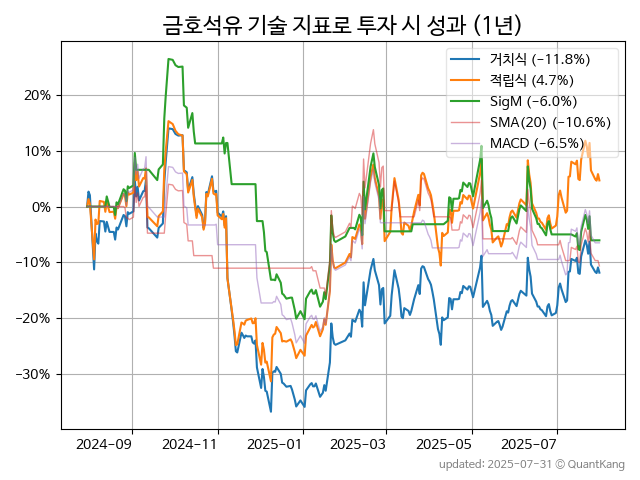 금호석유 기술 지표로 투자 시 성과 (1년)
거치식 (−11.8%)
적립식 (4.7%)
SigM (−6.0%)
SMA(20) (−10.6%)
MACD (−6.5%)
20%
10%
0%
−10%
−20%
−30%
2024-09 2024-11 2025-01 2025-03 2025-05 2025-07
updated: 2025-07-31 © QuantKang